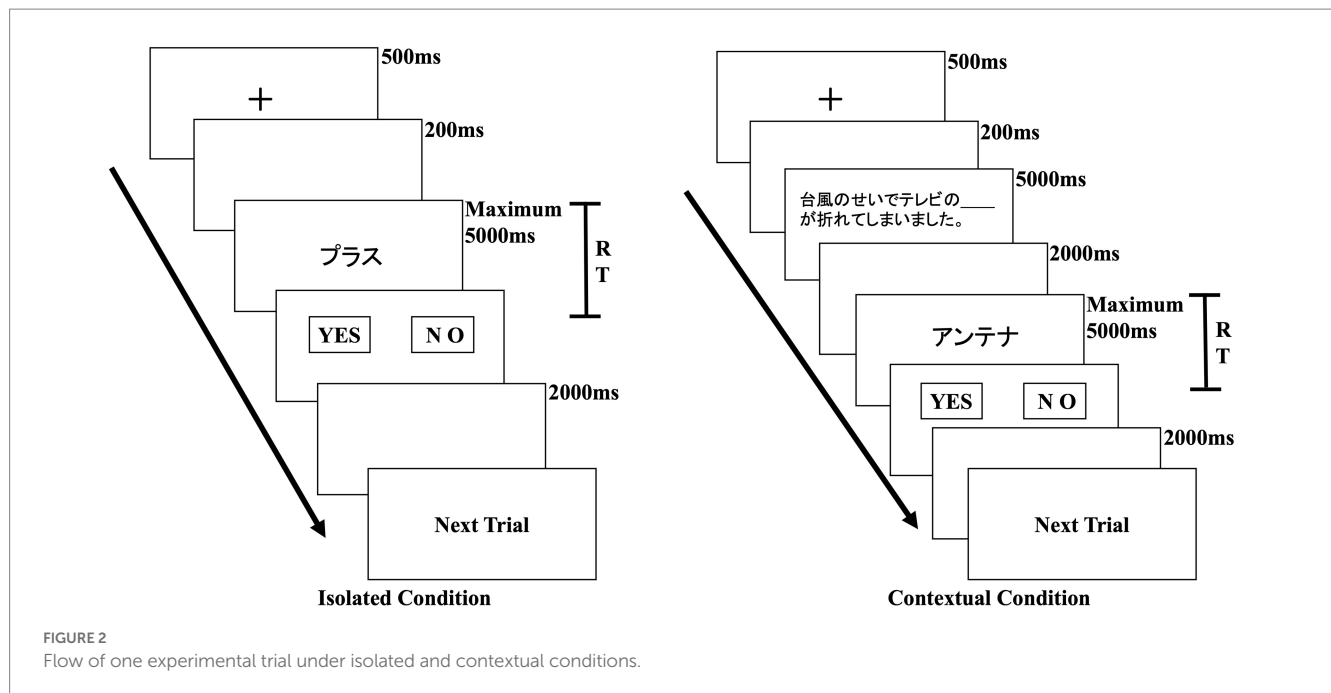 500ms
+
200ms
Maximum
5000ms
プラス
R
T
YES
N O
2000ms
Next Trial
Isolated Condition
500ms
+
200ms
5000ms
台風のせいでテレビの____
が折れてしまいました。
2000ms
Maximum
5000ms
アンテナ
R
T
YES
N O
2000ms
Next Trial
Contextual Condition
FIGURE 2
Flow of one experimental trial under isolated and contextual conditions.